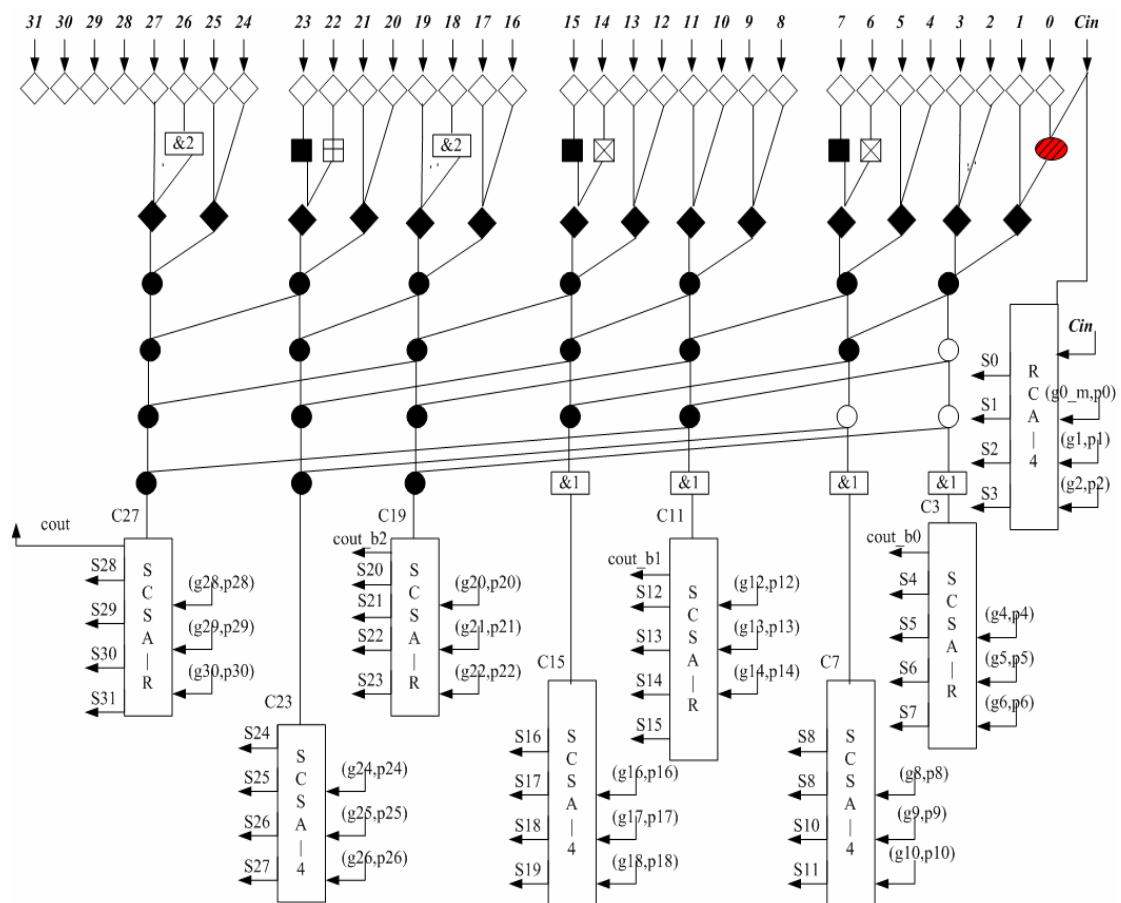 31 30 29 28 27 26 25 24 23 22 21 20 19 18 17 16 15 14 13 12 11 10 9 8 7 6 5 4 3 2 1 0 Cin
&2 &2
Cin
S0
R C A | 4
(g0_m,p0)
S1
(g1,p1)
S2
(g2,p2)
S3
&1 &1 &1 &1
C27
cout
S28
S C S A | R
(g28,p28)
S29
(g29,p29)
S30
(g30,p30)
S31
C23
S24
S C S A | 4
(g24,p24)
S25
(g25,p25)
S26
(g26,p26)
S27
C19
cout_b2
S20
S C S A | R
(g20,p20)
S21
(g21,p21)
S22
(g22,p22)
S23
C15
S16
S C S A | 4
(g16,p16)
S17
(g17,p17)
S18
(g18,p18)
S19
C11
cout_b1
S12
S C S A | R
(g12,p12)
S13
(g13,p13)
S14
(g14,p14)
S15
C7
S8
S C S A | 4
(g8,p8)
S8
(g9,p9)
S10
(g10,p10)
S11
C3
cout_b0
S4
S C S A | R
(g4,p4)
S5
(g5,p5)
S6
(g6,p6)
S7